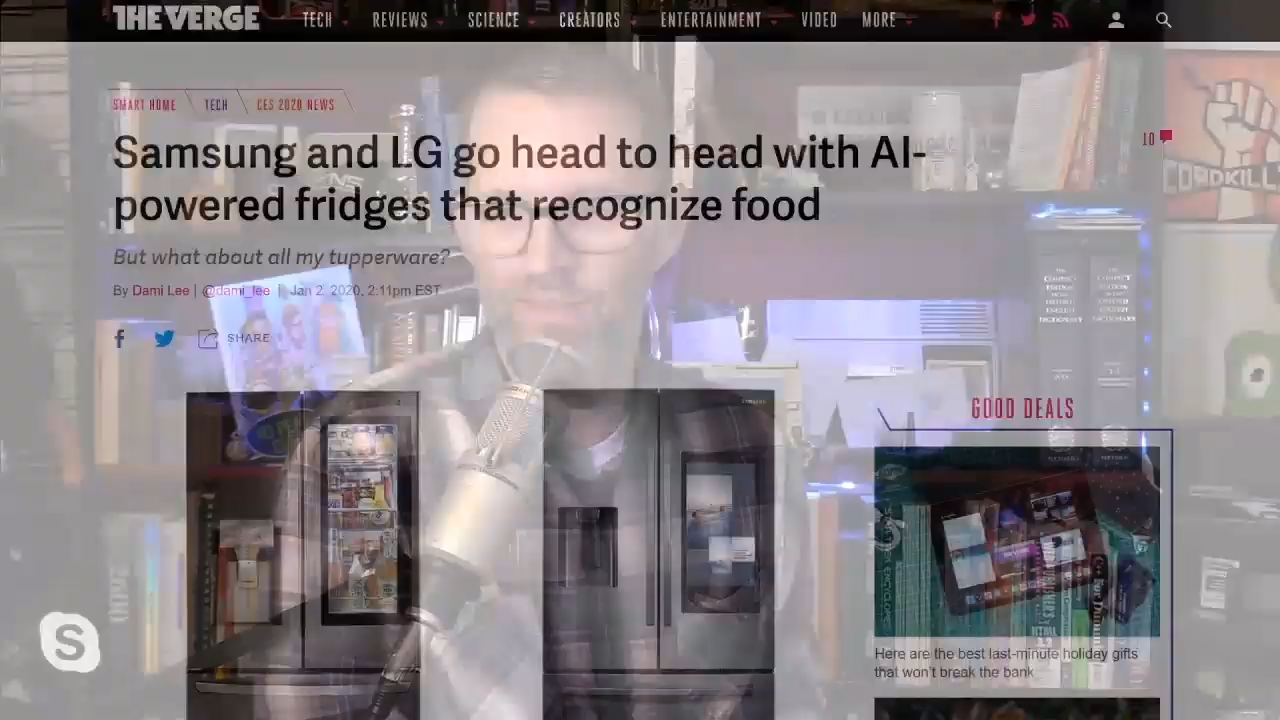 THE VERGE
TECH REVIEWS SCIENCE CREATORS ENTERTAINMENT VIDEO MORE
SMART HOME TECH CES 2020 NEWS
Samsung and LG go head to head with AI-
powered fridges that recognize food
10
CORDKILL
But what about all my tupperware?
By Dami Lee | @dami_lee | Jan 2, 2020, 2:11pm EST
SHARE
GOOD DEALS
Here are the best last-minute holiday gifts
that won't break the bank